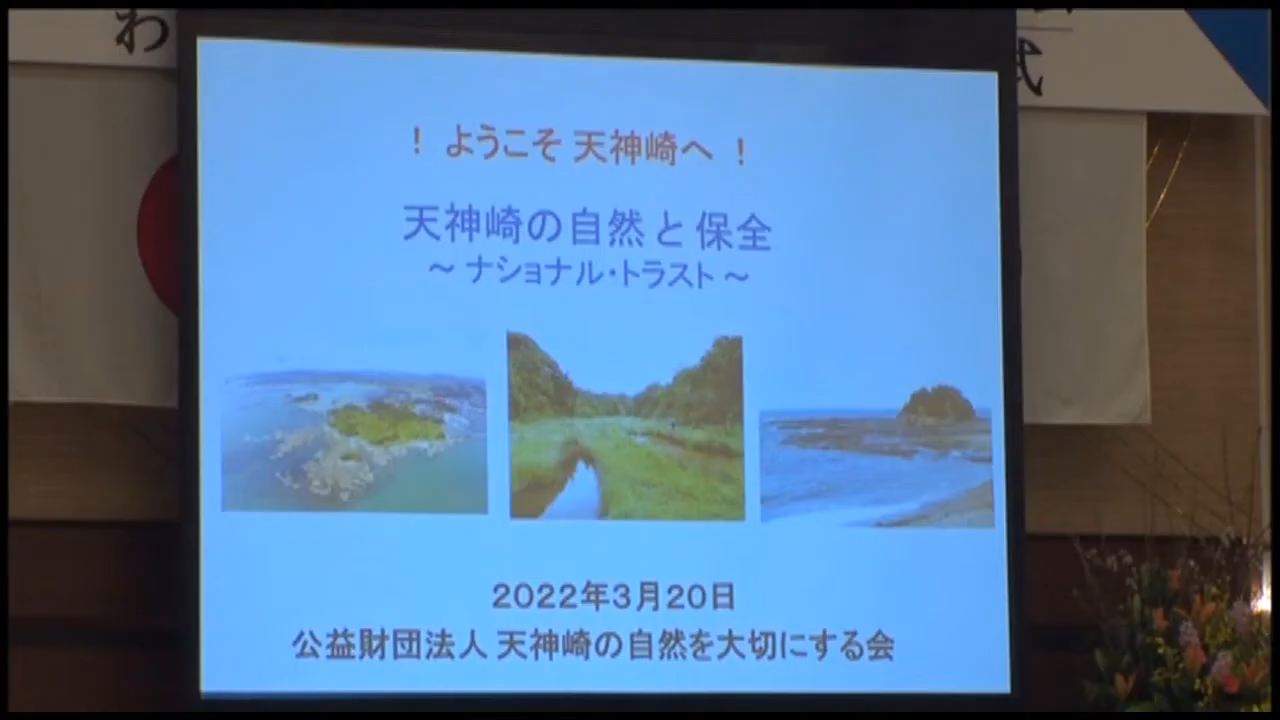 わ
式
！ようこそ 天神崎へ ！
天神崎の自然 と 保全
～ ナショナル・トラスト ～
2022年3月20日
公益財団法人 天神崎の自然を大切にする会